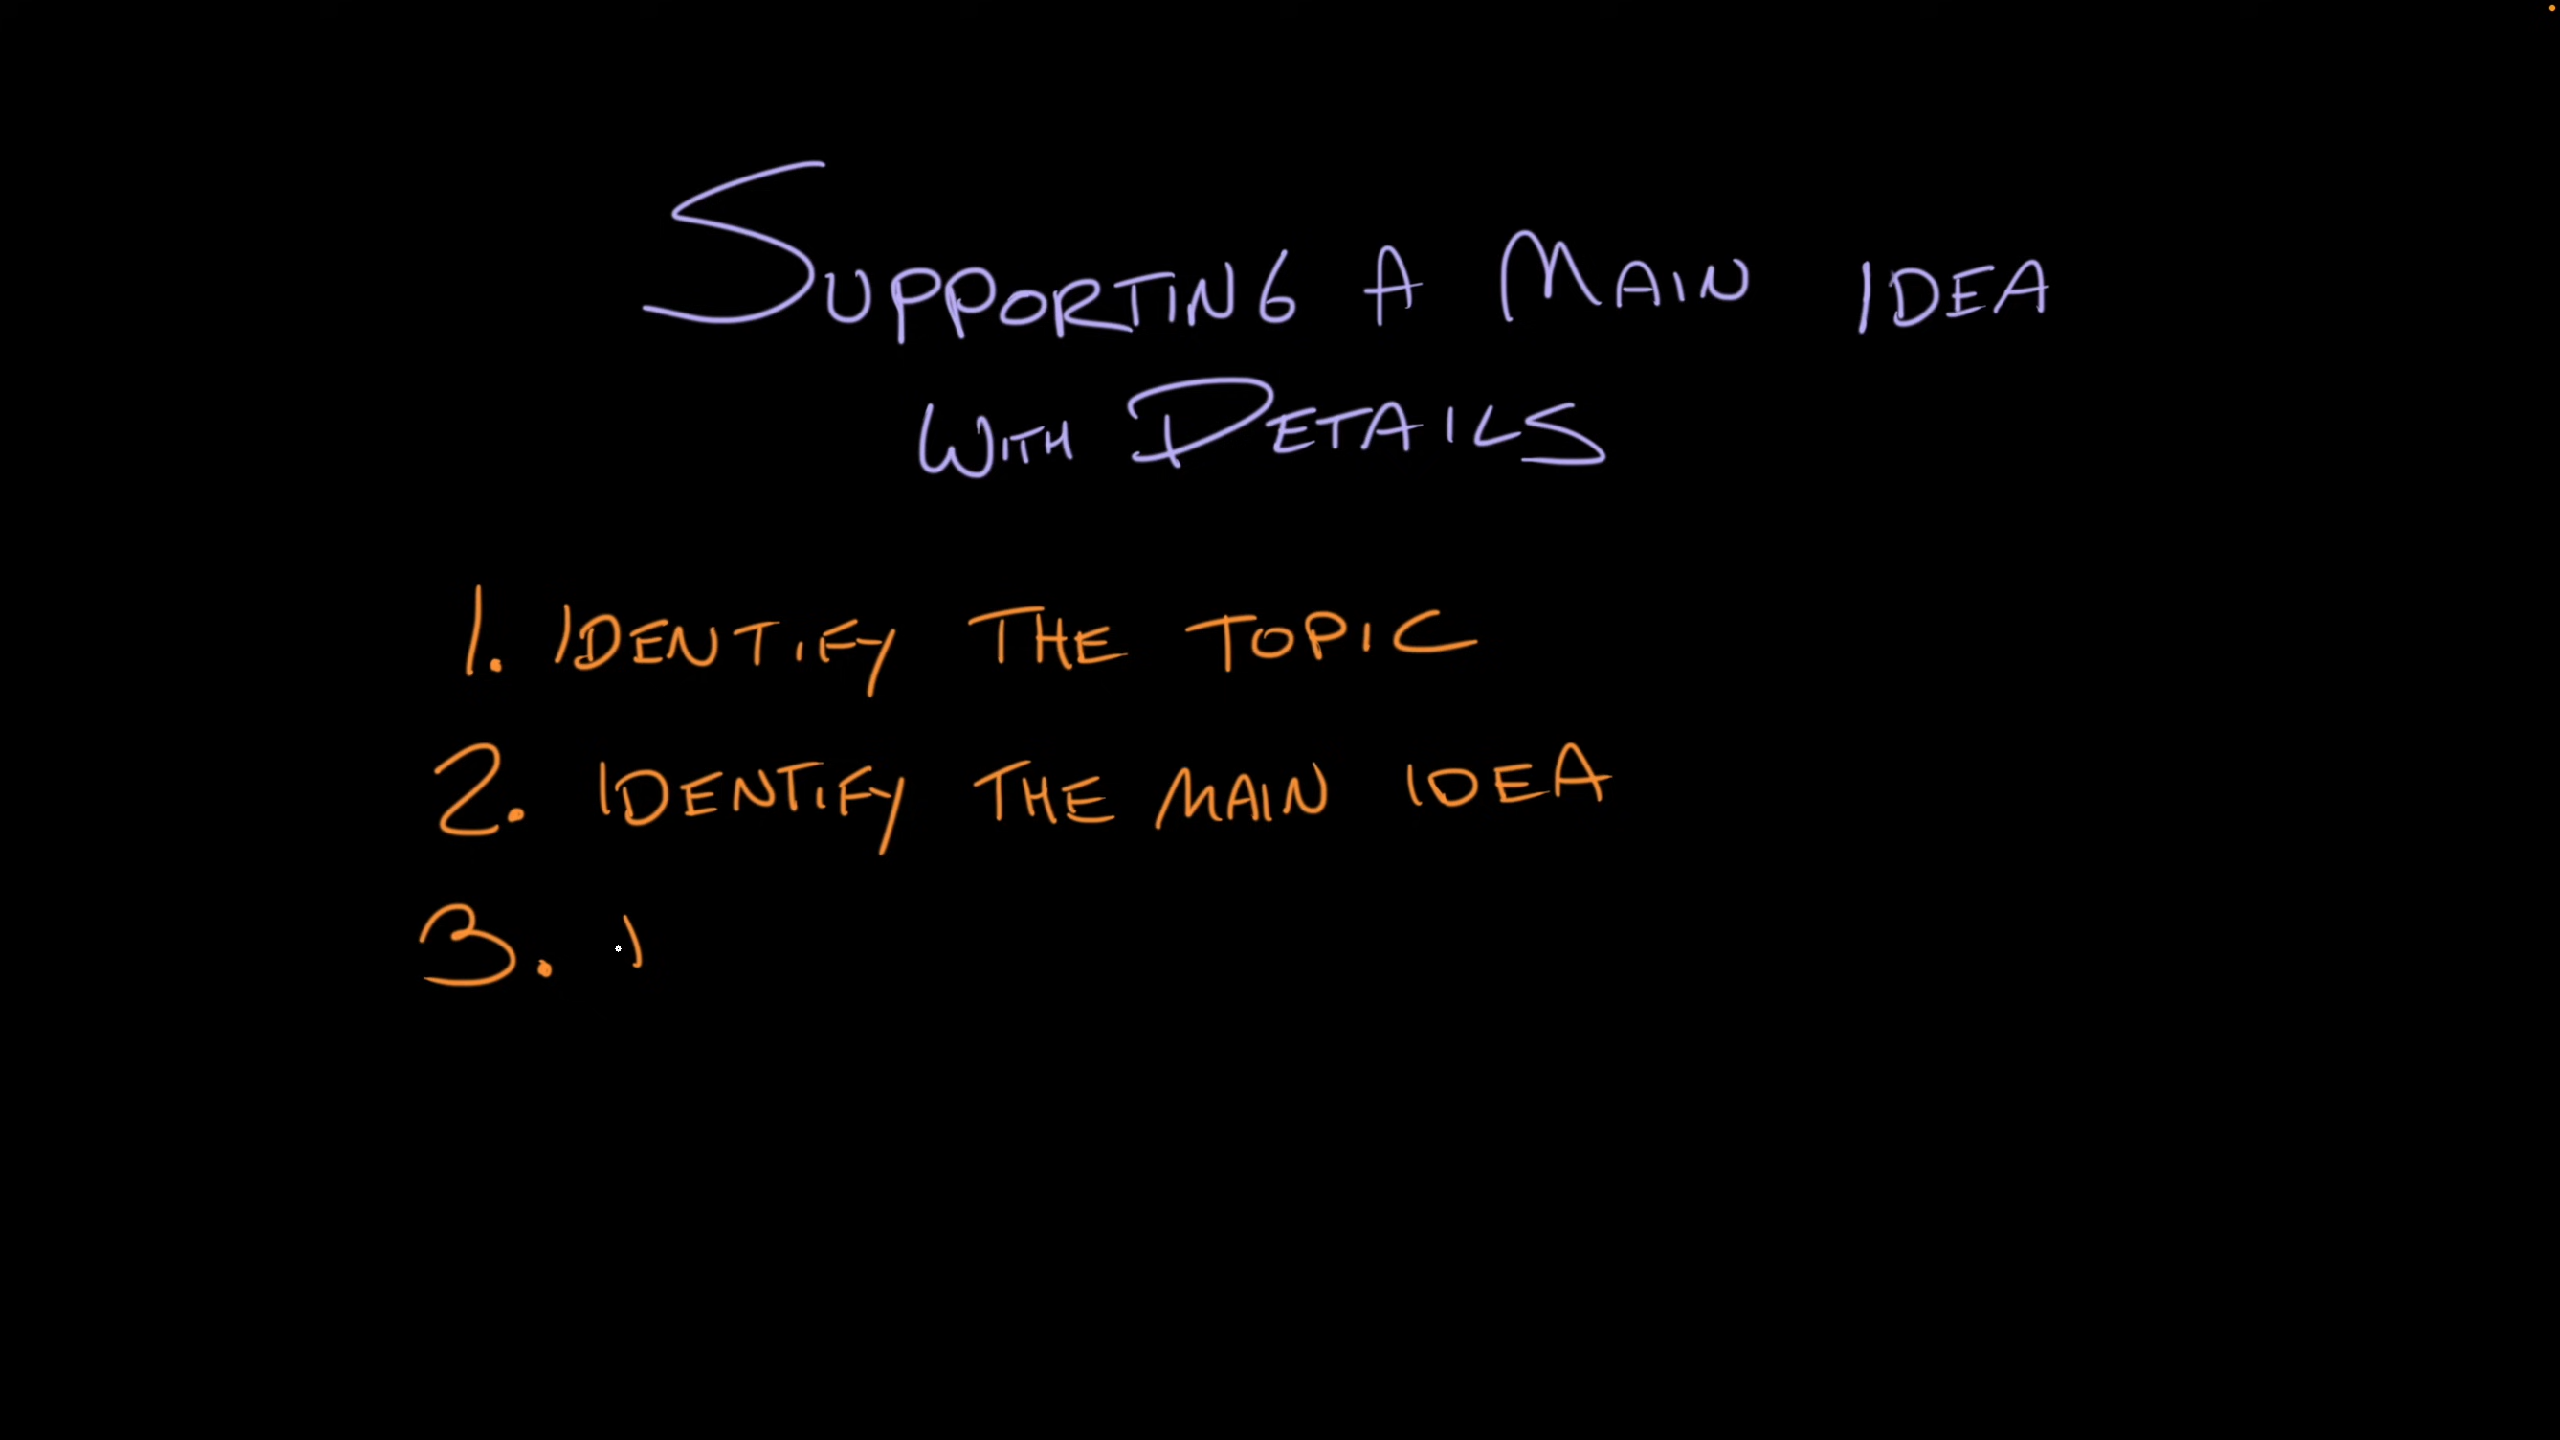 SUPPORTING A MAIN IDEA
WITH DETAILS
1. IDENTIFY THE TOPIC
2. IDENTIFY THE MAIN IDEA
3.